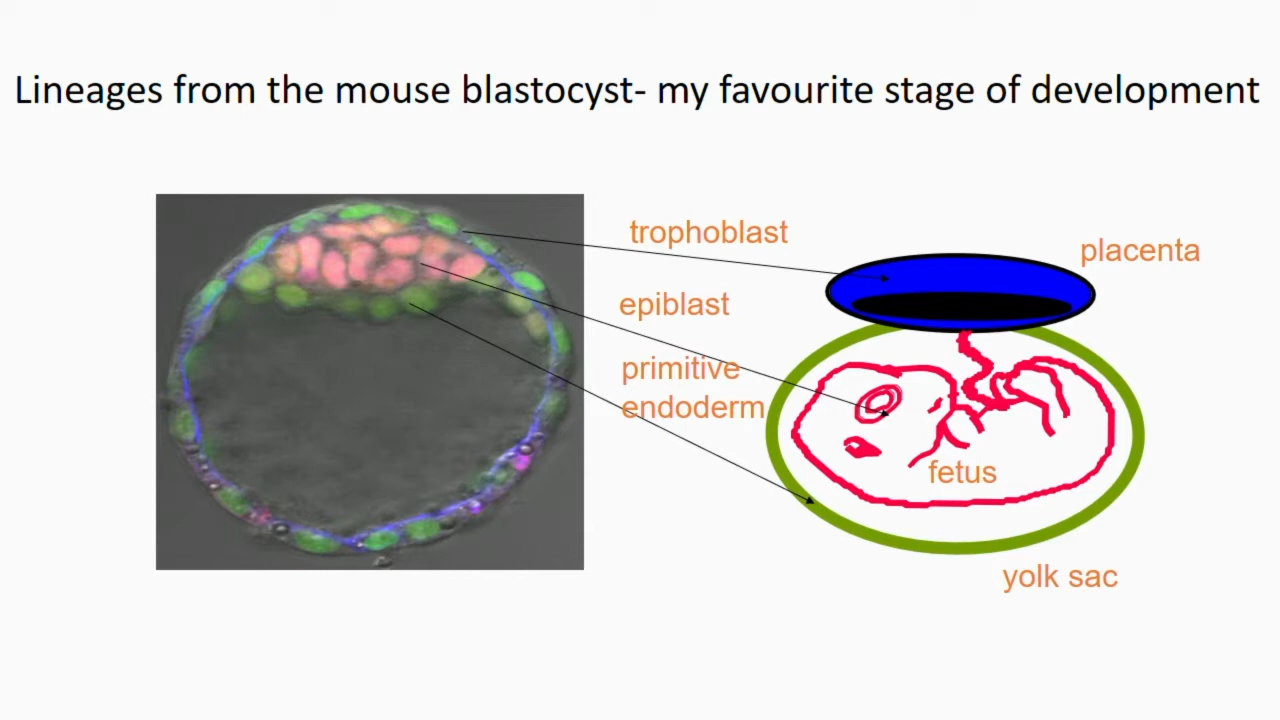 Lineages from the mouse blastocyst- my favourite stage of development
trophoblast
placenta
epiblast
primitive
endoderm
fetus
yolk sac